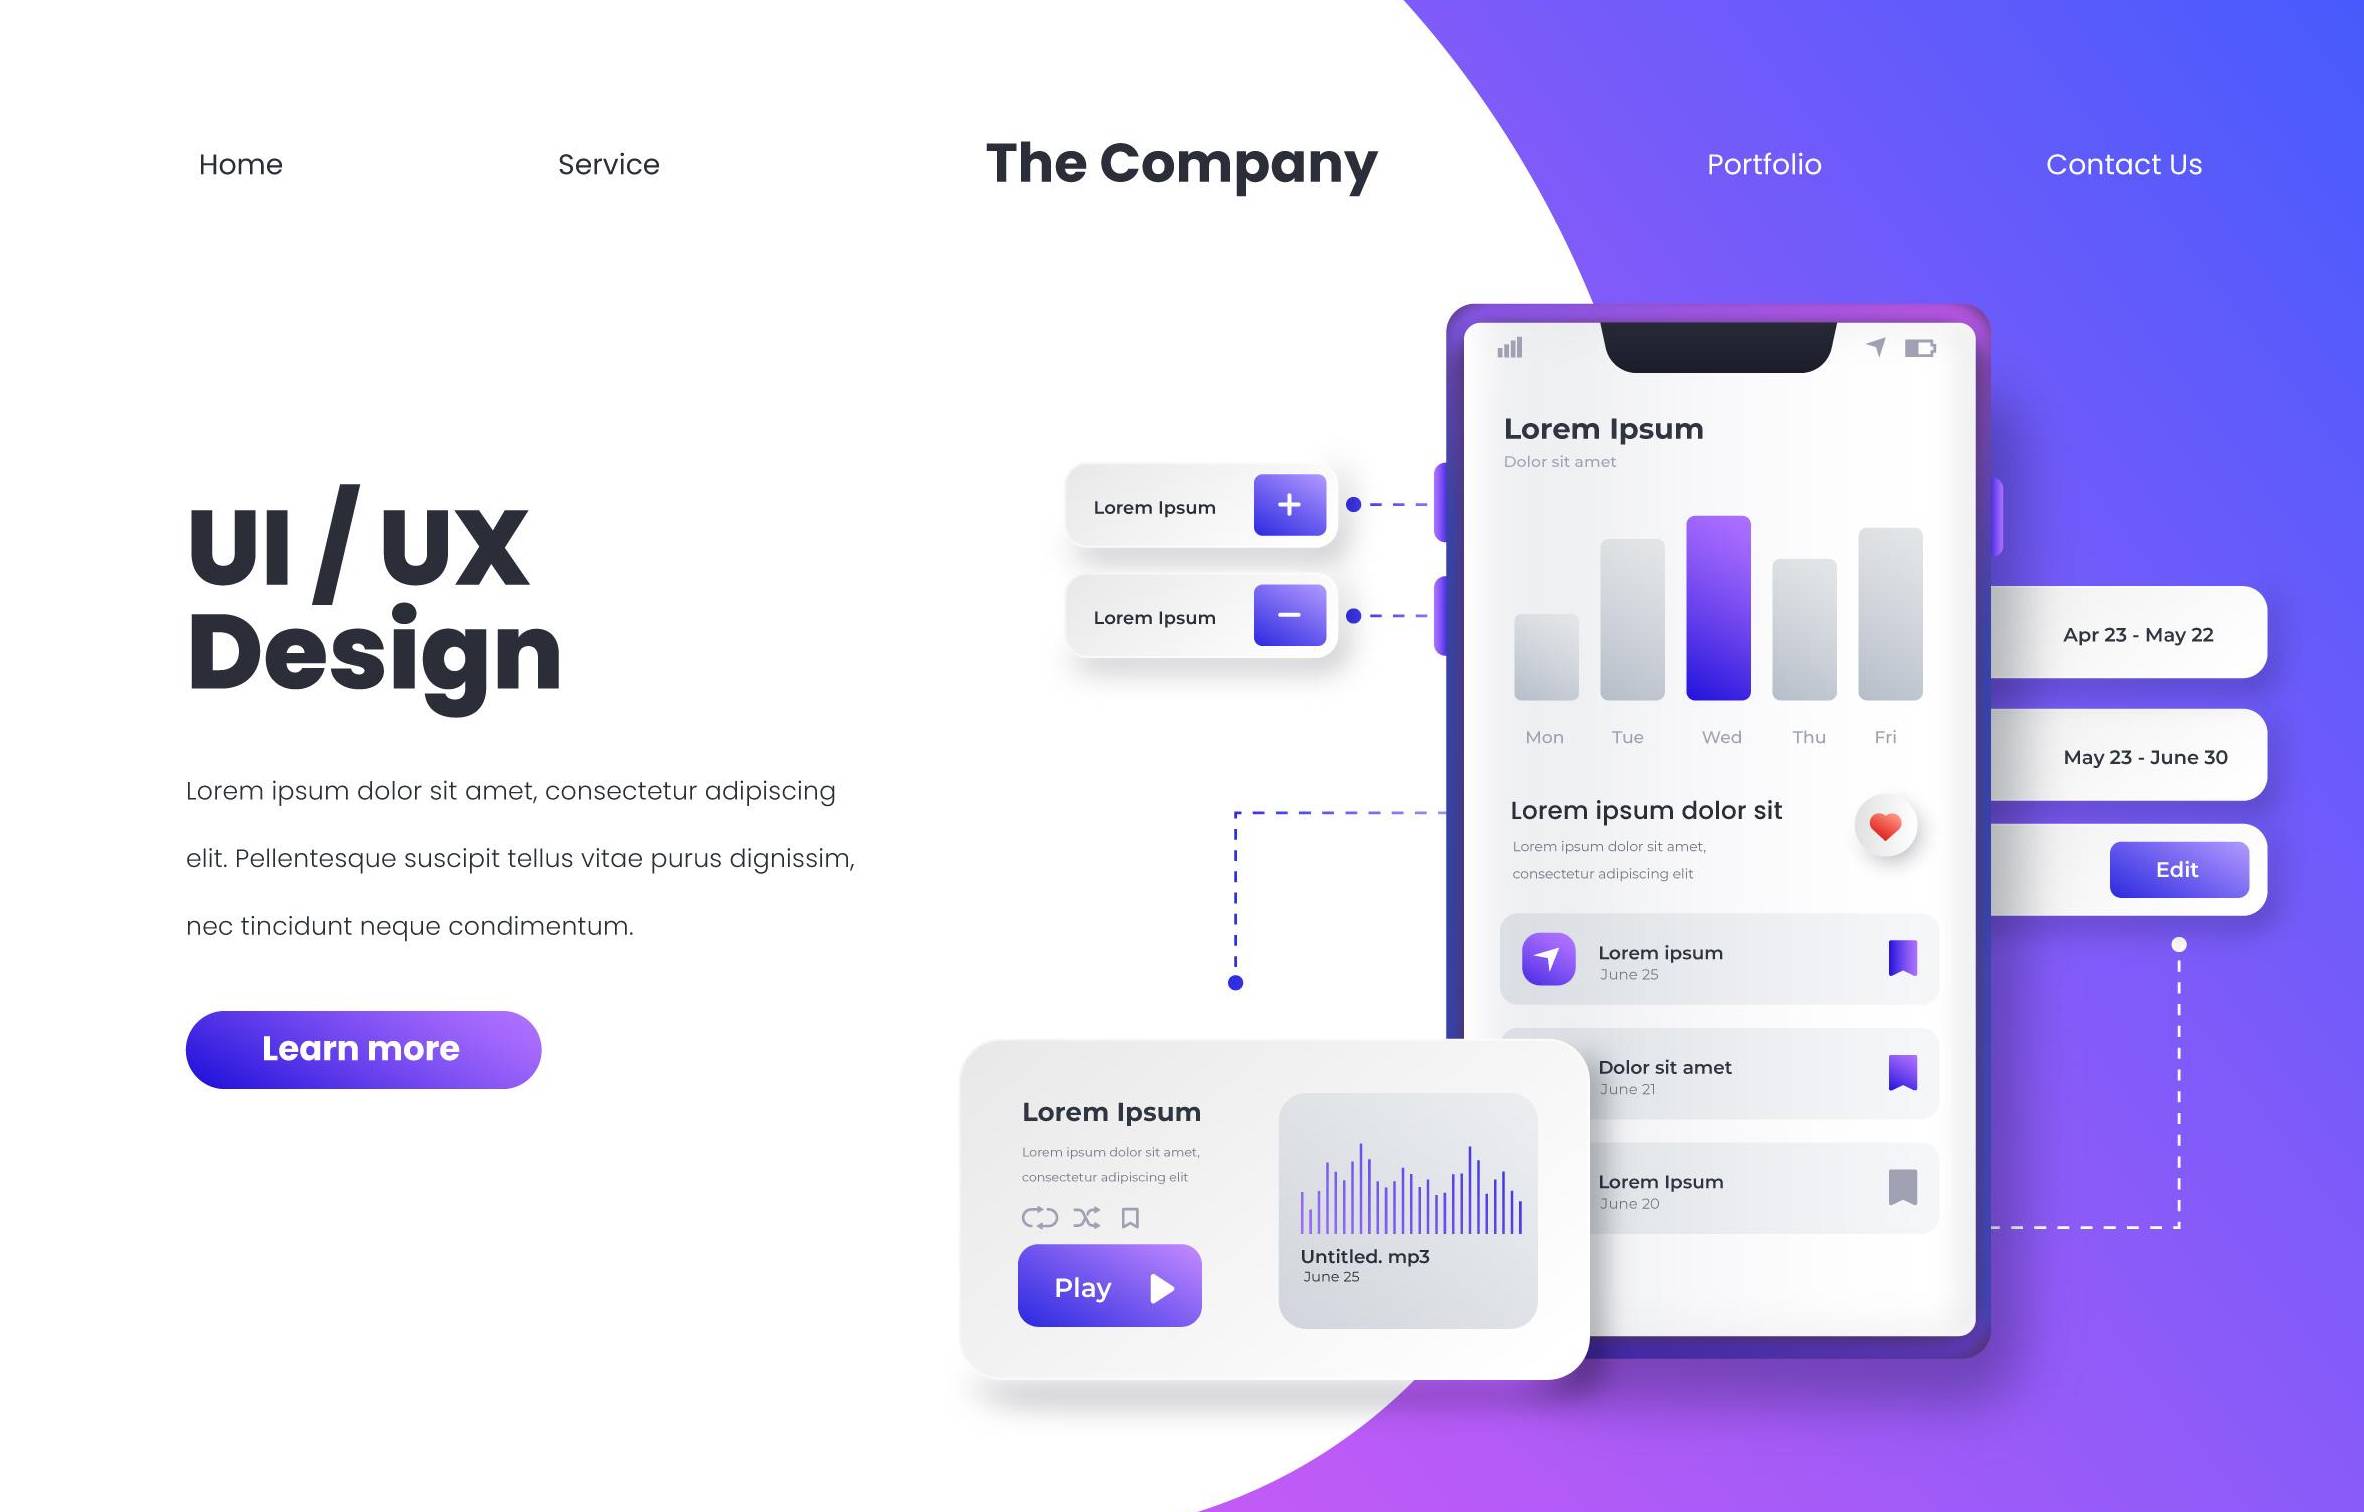 Home
Service
The Company
Portfolio
Contact Us
UI / UX
Design
Lorem ipsum dolor sit amet, consectetur adipiscing
elit. Pellentesque suscipit tellus vitae purus dignissim,
nec tincidunt neque condimentum.
Learn more
Lorem Ipsum
Lorem Ipsum
Lorem Ipsum
Dolor sit amet
Mon
Tue
Wed
Thu
Fri
Lorem ipsum dolor sit
Lorem ipsum dolor sit amet,
consectetur adipiscing elit
Lorem ipsum
June 25
Dolor sit amet
June 21
Lorem Ipsum
June 20
Apr 23 - May 22
May 23 - June 30
Edit
Lorem Ipsum
Lorem ipsum dolor sit amet,
consectetur adipiscing elit
Play
Untitled. mp3
June 25